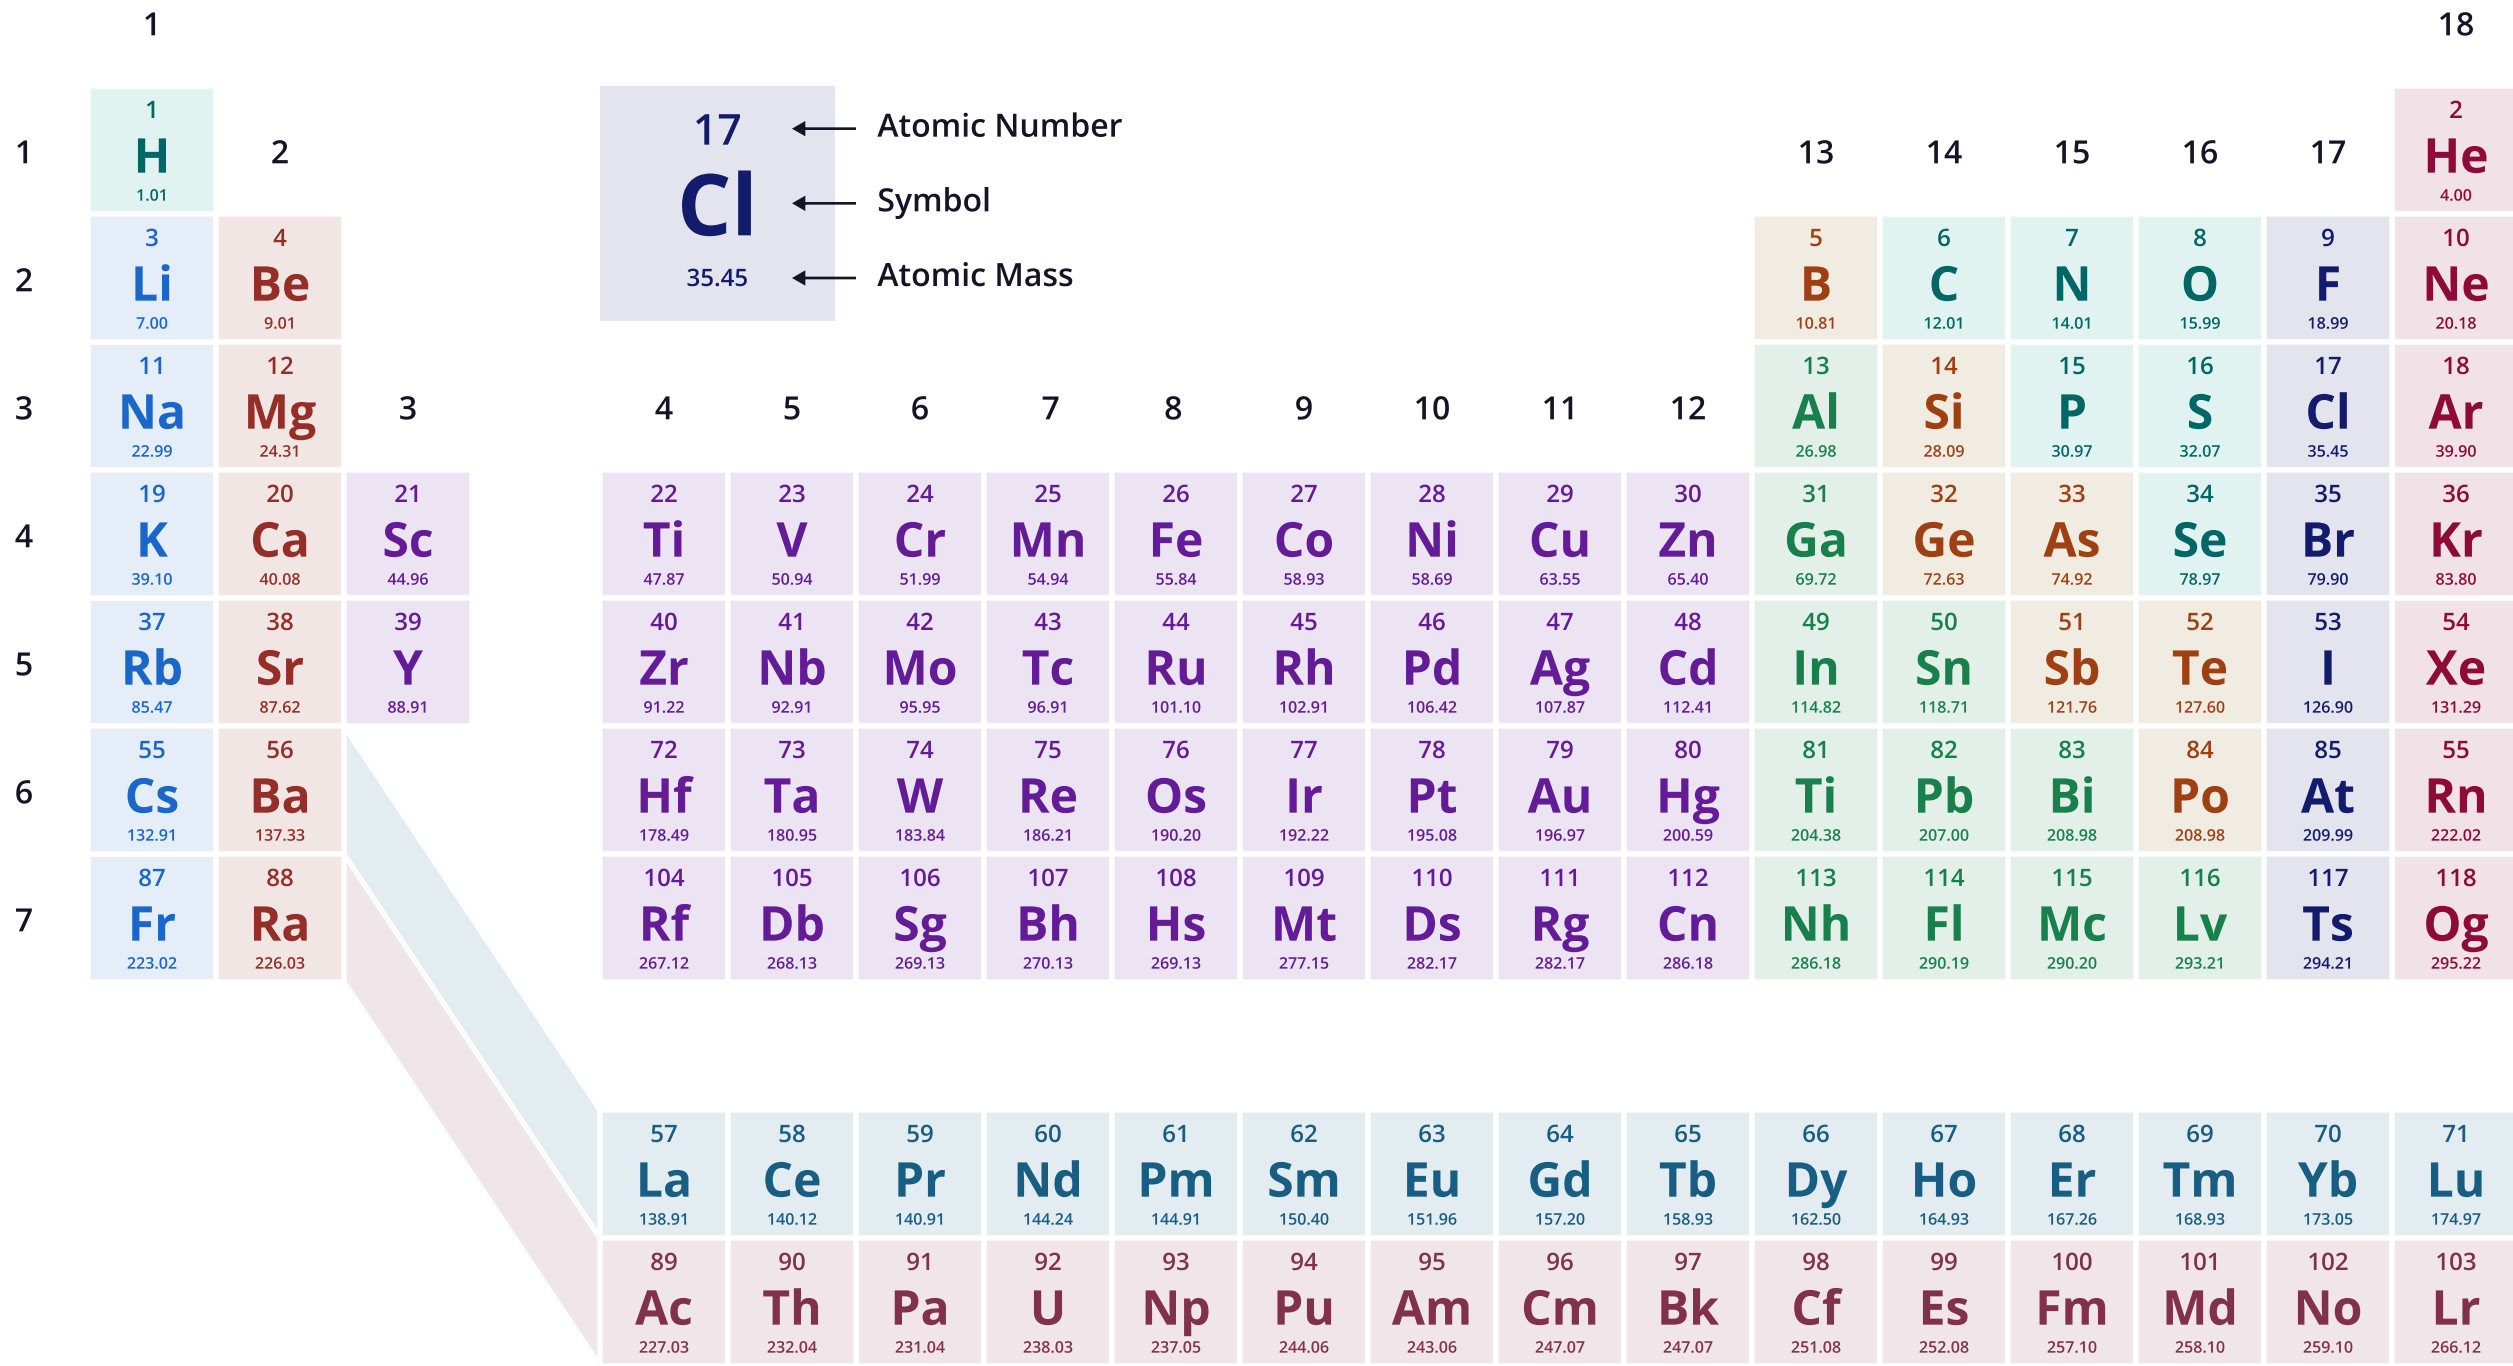 1 18
1 17 Atomic Number 2
1 H 2 Cl Symbol 13 14 15 16 17 He
1.01 35.45 Atomic Mass 4.00
3 4 5 6 7 8 9 10
2 Li Be B C N O F Ne
7.00 9.01 10.81 12.01 14.01 15.99 18.99 20.18
11 12 13 14 15 16 17 18
3 Na Mg 3 4 5 6 7 8 9 10 11 12 Al Si P S Cl Ar
22.99 24.31 26.98 28.09 30.97 32.07 35.45 39.90
19 20 21 22 23 24 25 26 27 28 29 30 31 32 33 34 35 36
4 K Ca Sc Ti V Cr Mn Fe Co Ni Cu Zn Ga Ge As Se Br Kr
39.10 40.08 44.96 47.87 50.94 51.99 54.94 55.84 58.93 58.69 63.55 65.40 69.72 72.63 74.92 78.97 79.90 83.80
37 38 39 40 41 42 43 44 45 46 47 48 49 50 51 52 53 54
5 Rb Sr Y Zr Nb Mo Tc Ru Rh Pd Ag Cd In Sn Sb Te I Xe
85.47 87.62 88.91 91.22 92.91 95.95 96.91 101.10 102.91 106.42 107.87 112.41 114.82 118.71 121.76 127.60 126.90 131.29
55 56 72 73 74 75 76 77 78 79 80 81 82 83 84 85 55
6 Cs Ba Hf Ta W Re Os Ir Pt Au Hg Ti Pb Bi Po At Rn
132.91 137.33 178.49 180.95 183.84 186.21 190.20 192.22 195.08 196.97 200.59 204.38 207.00 208.98 208.98 209.99 222.02
87 88 104 105 106 107 108 109 110 111 112 113 114 115 116 117 118
7 Fr Ra Rf Db Sg Bh Hs Mt Ds Rg Cn Nh Fl Mc Lv Ts Og
223.02 226.03 267.12 268.13 269.13 270.13 269.13 277.15 282.17 282.17 286.18 286.18 290.19 290.20 293.21 294.21 295.22
57 58 59 60 61 62 63 64 65 66 67 68 69 70 71
La Ce Pr Nd Pm Sm Eu Gd Tb Dy Ho Er Tm Yb Lu
138.91 140.12 140.91 144.24 144.91 150.40 151.96 157.20 158.93 162.50 164.93 167.26 168.93 173.05 174.97
89 90 91 92 93 94 95 96 97 98 99 100 101 102 103
Ac Th Pa U Np Pu Am Cm Bk Cf Es Fm Md No Lr
227.03 232.04 231.04 238.03 237.05 244.06 243.06 247.07 247.07 251.08 252.08 257.10 258.10 259.10 266.12